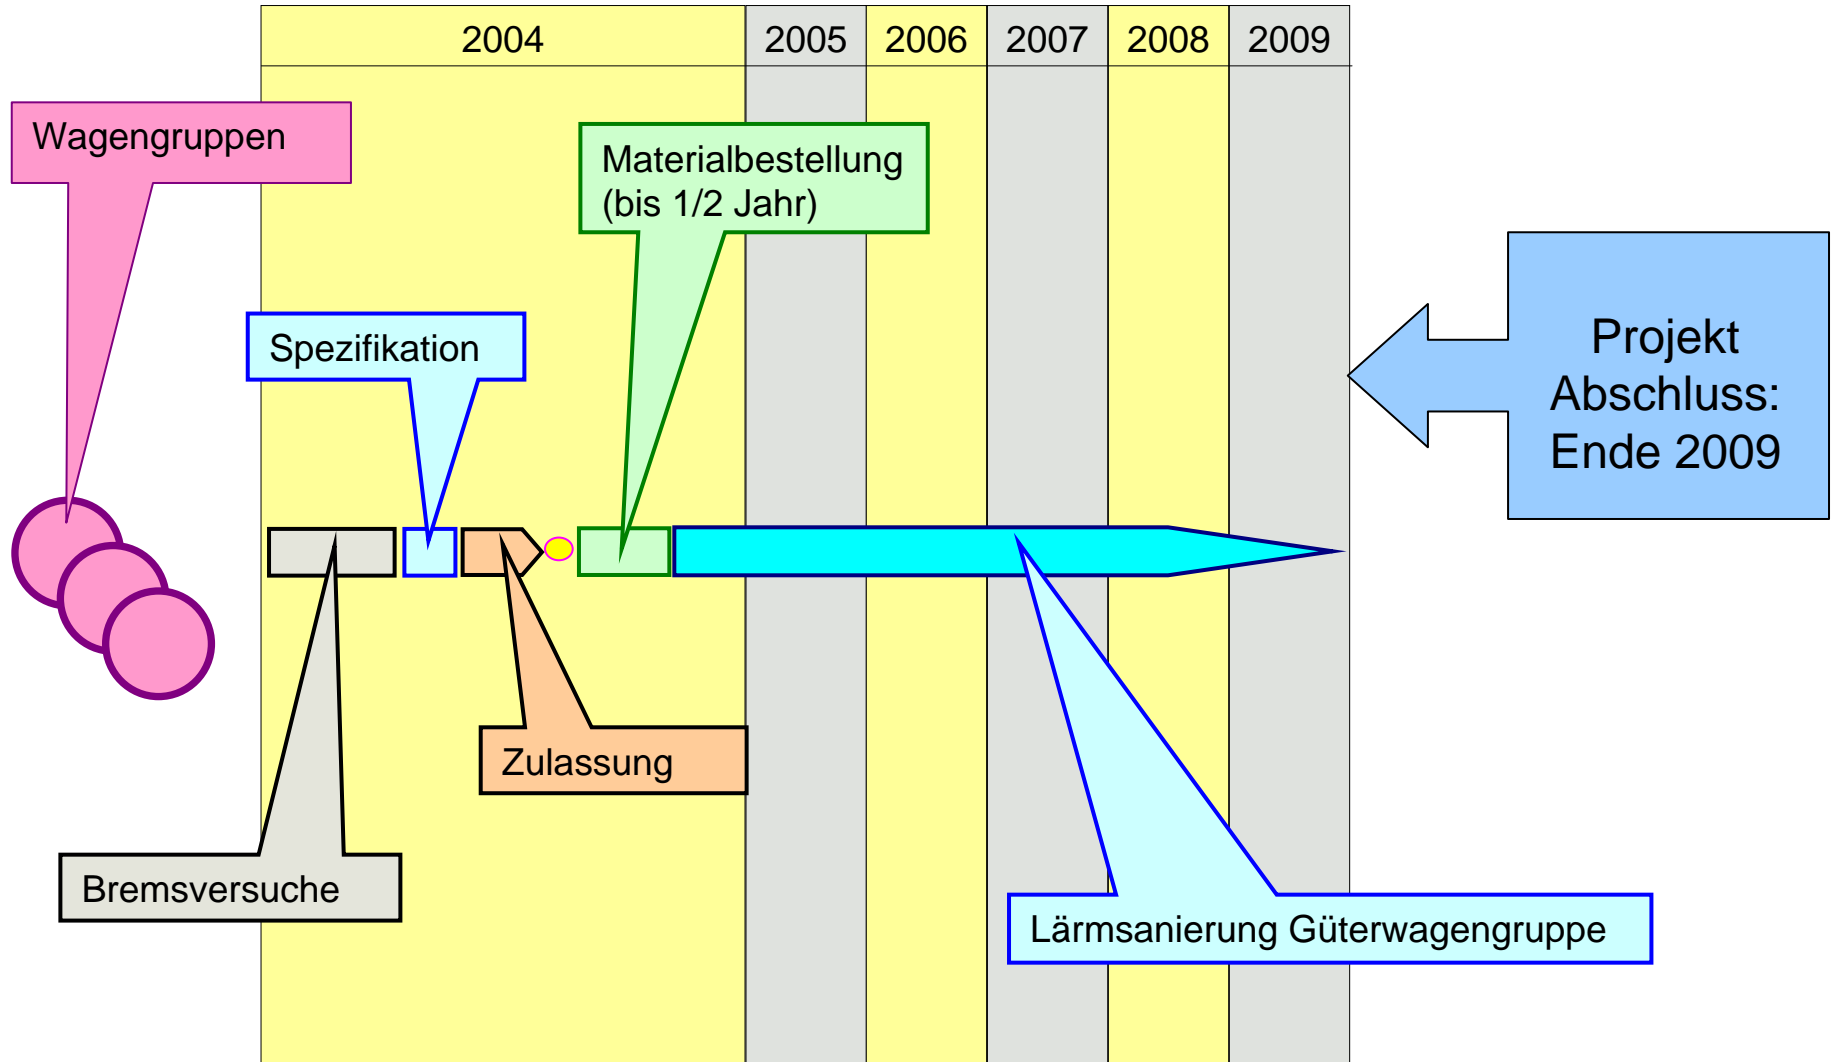 2004 2005 2006 2007 2008 2009
Wagengruppen
Materialbestellung
(bis 1/2 Jahr)
Spezifikation
Projekt
Abschluss:
Ende 2009
Zulassung
Bremsversuche
Lärmsanierung Güterwagengruppe